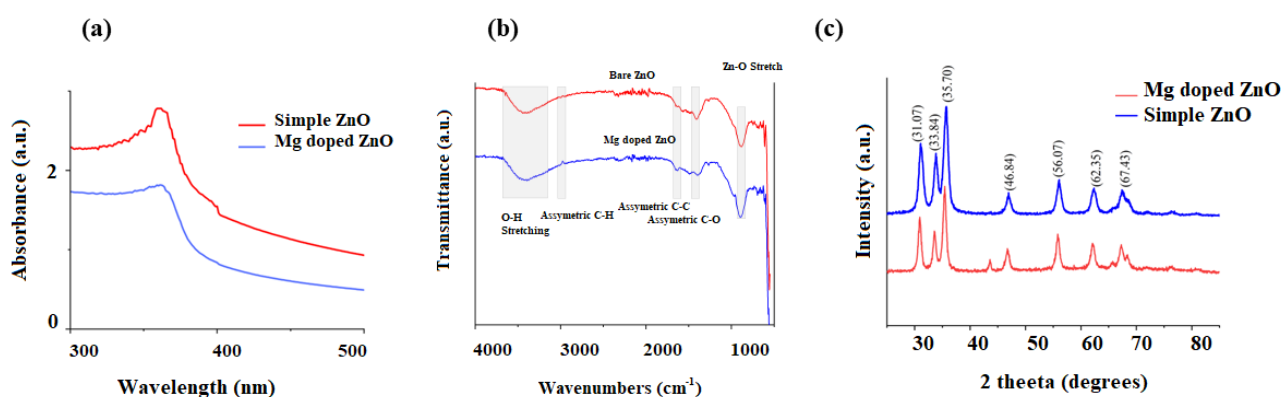 (a)
Simple ZnO
Mg doped ZnO
2
0
300
400
500
Absorbance (a.u.)
Wavelength (nm)
(b)
Zn-O Stretch
Bare ZnO
Mg doped ZnO
O-H
Stretching
Assymetric C-H
Assymetric C-C
Assymetric C-O
4000
3000
2000
1000
Transmittance (a.u.)
Wavenumbers (cm-1)
(c)
Mg doped ZnO
Simple ZnO
(31.07)
(33.84)
(35.70)
(46.84)
(56.07)
(62.35)
(67.43)
30
40
50
60
70
80
Intensity (a.u.)
2 theeta (degrees)